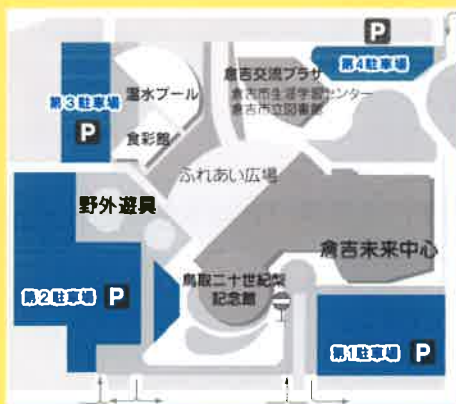 P
第4駐車場
倉吉交流プラザ
倉吉市生涯学習センター
倉吉市立図書館
温水プール
第3駐車場
P
食彩館
ふれあい広場
野外遊具
倉吉未来中心
鳥取二十世紀梨
記念館
第2駐車場 P
第1駐車場 P